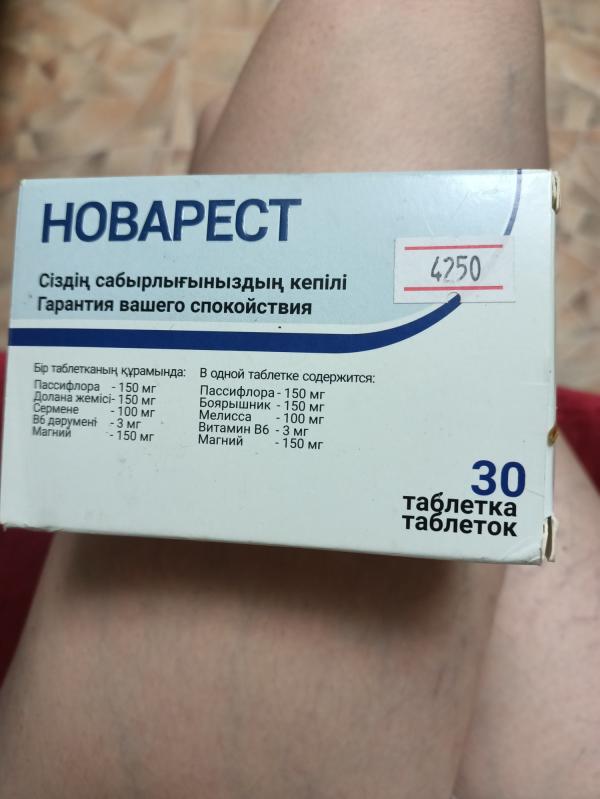 НОВАРЕСТ
4250
Сіздің сабырлығыныздың кепілі
Гарантия вашего спокойствия
Бір таблетканың құрамында:
Пассифлора - 150 мг
Долана жемісі- 150 мг
Сермене - 100 мг
В6 дәрумені - 3 мг
Магний - 150 мг
В одной таблетке содержится:
Пассифлора - 150 мг
Боярышник - 150 мг
Мелисса - 100 мг
Витамин В6 - 3 мг
Магний - 150 мг
30
таблетка
таблеток